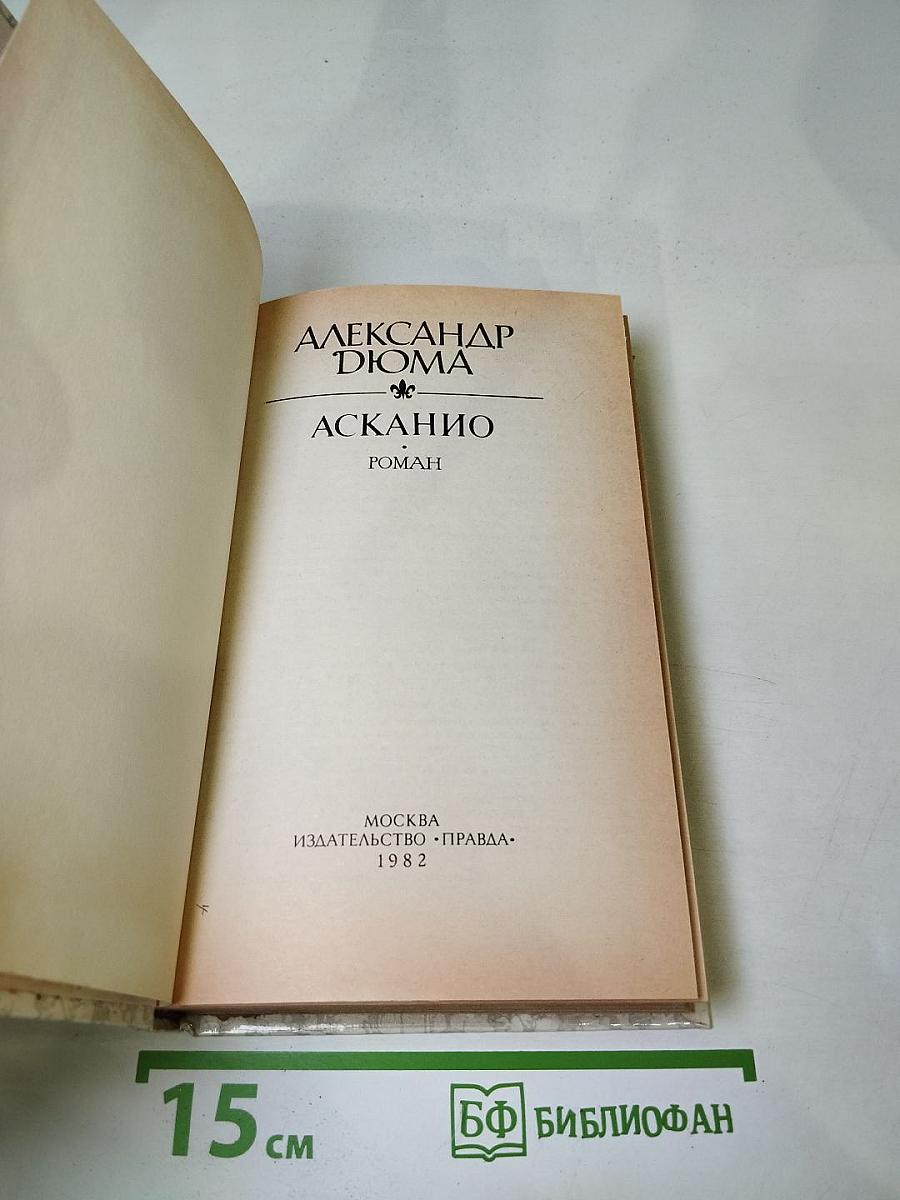 АЛЕКСАНДР
ДЮМА
АСКАНИО
РОМАН
МОСКВА
ИЗДАТЕЛЬСТВО •ПРАВДА•
1982
15 см
БФ БИБЛИОФАН